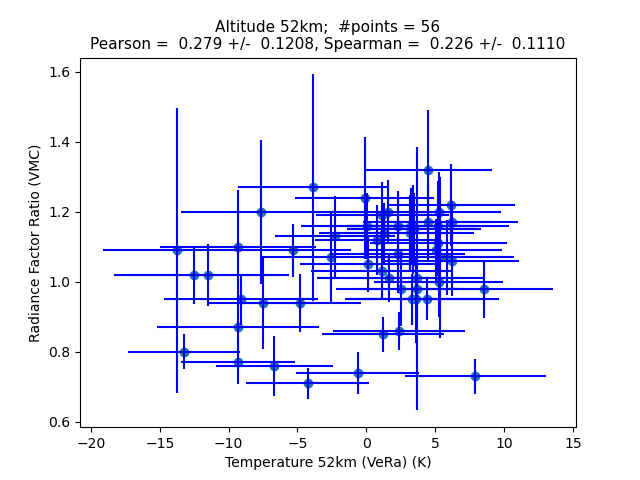 Altitude 52km;  #points = 56
Pearson =  0.279 +/-  0.1208, Spearman =  0.226 +/-  0.1110
1.6
1.4
1.2
1.0
0.8
0.6
Radiance Factor Ratio (VMC)
−20 −15 −10 −5 0 5 10 15
Temperature 52km (VeRa) (K)